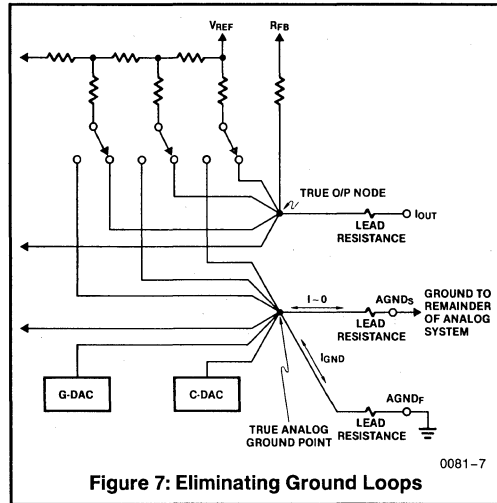 VREF
RFB
TRUE O/P NODE
IOUT
LEAD
RESISTANCE
I~0
AGNDS
GROUND TO
REMAINDER
OF ANALOG
SYSTEM
LEAD
RESISTANCE
IGND
G-DAC
C-DAC
AGNDF
TRUE ANALOG
GROUND POINT
LEAD
RESISTANCE
0081-7
Figure 7: Eliminating Ground Loops